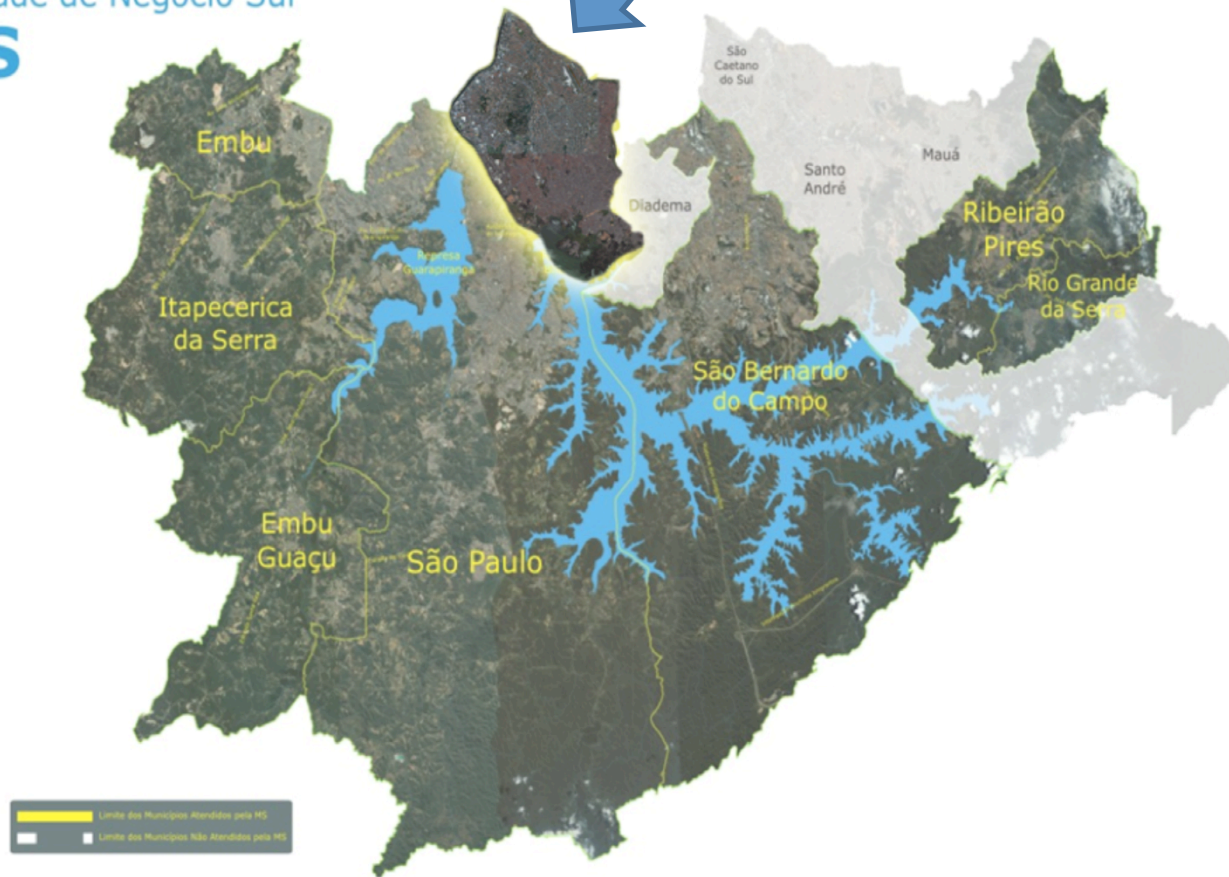 ade de Negócio Sul
s
São
Caetano
do Sul
Embu
Mauá
Santo
André
Diadema
Ribeirão
Pires
Represa
Guarapiranga
Rio Grande
da Serra
Itapecerica
da Serra
São Bernardo
do Campo
Embu
Guaçu
São Paulo
Limite dos Municípios Atendidos pela MS
Limite dos Municípios Não Atendidos pela MS